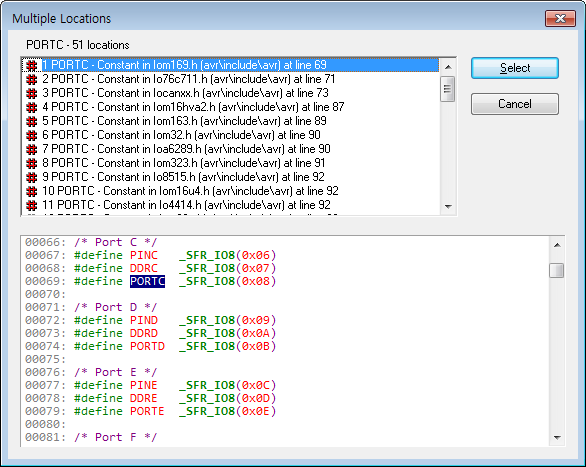 Multiple Locations
PORTC - 51 locations
1 PORTC - Constant in Iom169.h (avr\include\avr) at line 69
2 PORTC - Constant in Io76c711.h (avr\include\avr) at line 71
3 PORTC - Constant in Iocanxx.h (avr\include\avr) at line 73
4 PORTC - Constant in Iom16hva2.h (avr\include\avr) at line 87
5 PORTC - Constant in Iom163.h (avr\include\avr) at line 89
6 PORTC - Constant in Iom32.h (avr\include\avr) at line 90
7 PORTC - Constant in Ioa6289.h (avr\include\avr) at line 90
8 PORTC - Constant in Iom323.h (avr\include\avr) at line 91
9 PORTC - Constant in Io8515.h (avr\include\avr) at line 92
10 PORTC - Constant in Iom16u4.h (avr\include\avr) at line 92
11 PORTC - Constant in Io4414.h (avr\include\avr) at line 92
Select
Cancel
00066: /* Port C */
00067: #define PINC _SFR_IO8(0x06)
00068: #define DDRC _SFR_IO8(0x07)
00069: #define PORTC _SFR_IO8(0x08)
00070:
00071: /* Port D */
00072: #define PIND _SFR_IO8(0x09)
00073: #define DDRD _SFR_IO8(0x0A)
00074: #define PORTD _SFR_IO8(0x0B)
00075:
00076: /* Port E */
00077: #define PINE _SFR_IO8(0x0C)
00078: #define DDRE _SFR_IO8(0x0D)
00079: #define PORTE _SFR_IO8(0x0E)
00080:
00081: /* Port F */